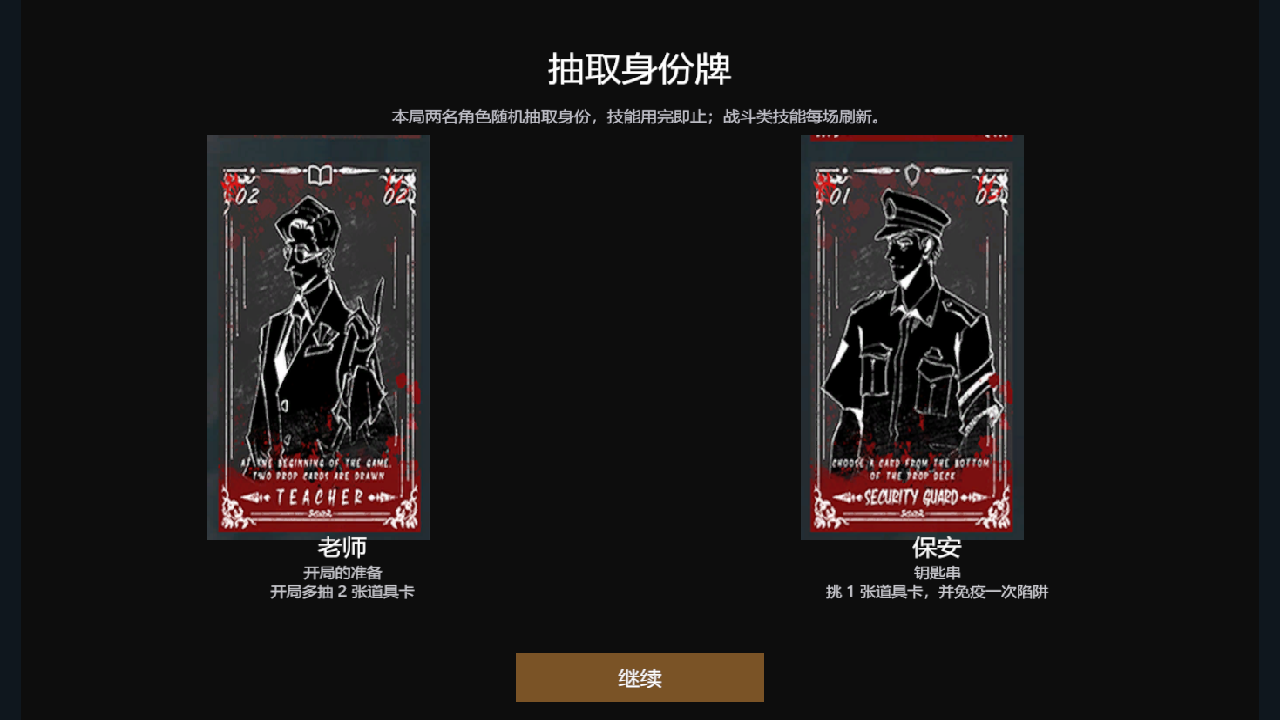 抽取身份牌
本局两名角色随机抽取身份，技能用完即止；战斗类技能每场刷新。
02
02
AT THE BEGINNING OF THE GAME,
TWO PROP CARDS ARE DRAWN
TEACHER
老师
开局的准备
开局多抽 2 张道具卡
01
03
CHOOSE A CARD FROM THE BOTTOM
OF THE PROP DECK
SECURITY GUARD
保安
钥匙串
挑 1 张道具卡，并免疫一次陷阱
继续